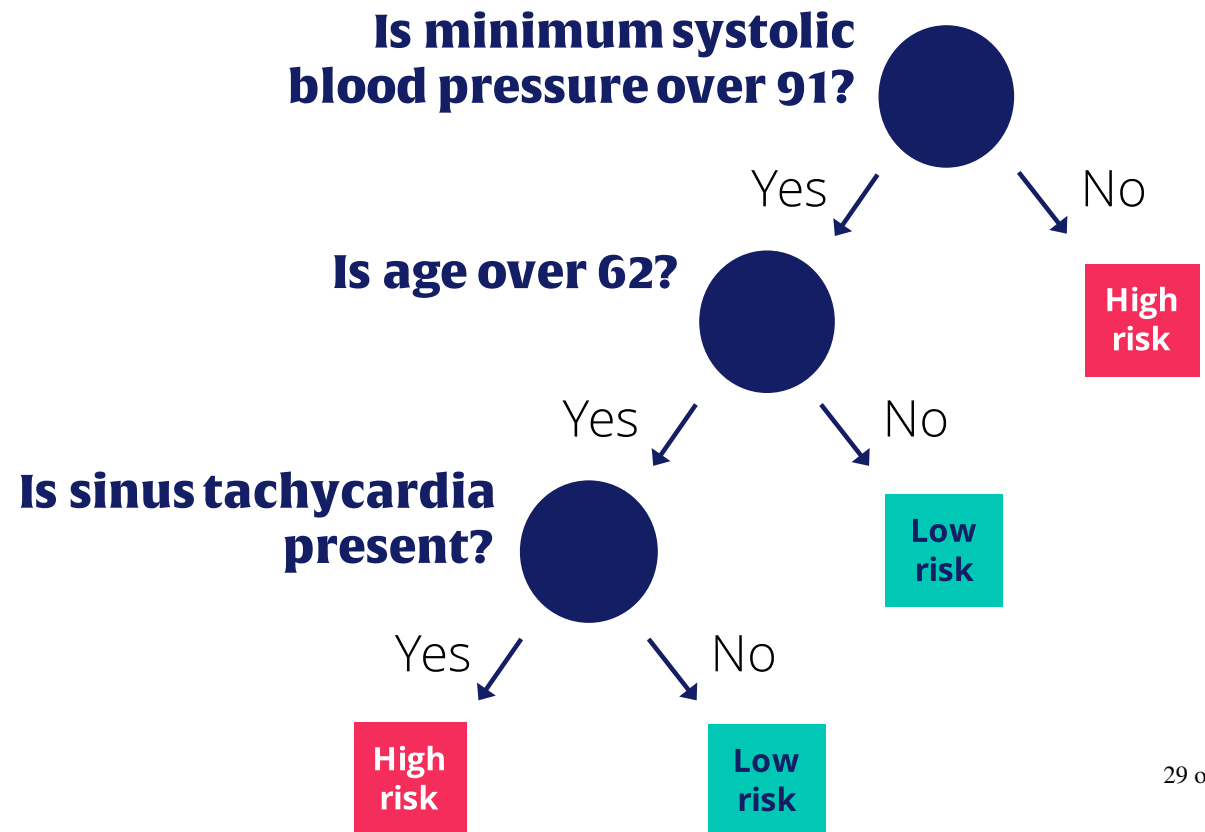 Is minimum systolic
blood pressure over 91?
Yes
No
Is age over 62?
High
risk
Yes
No
Is sinus tachycardia
present?
Low
risk
Yes
No
High
risk
Low
risk
29 o